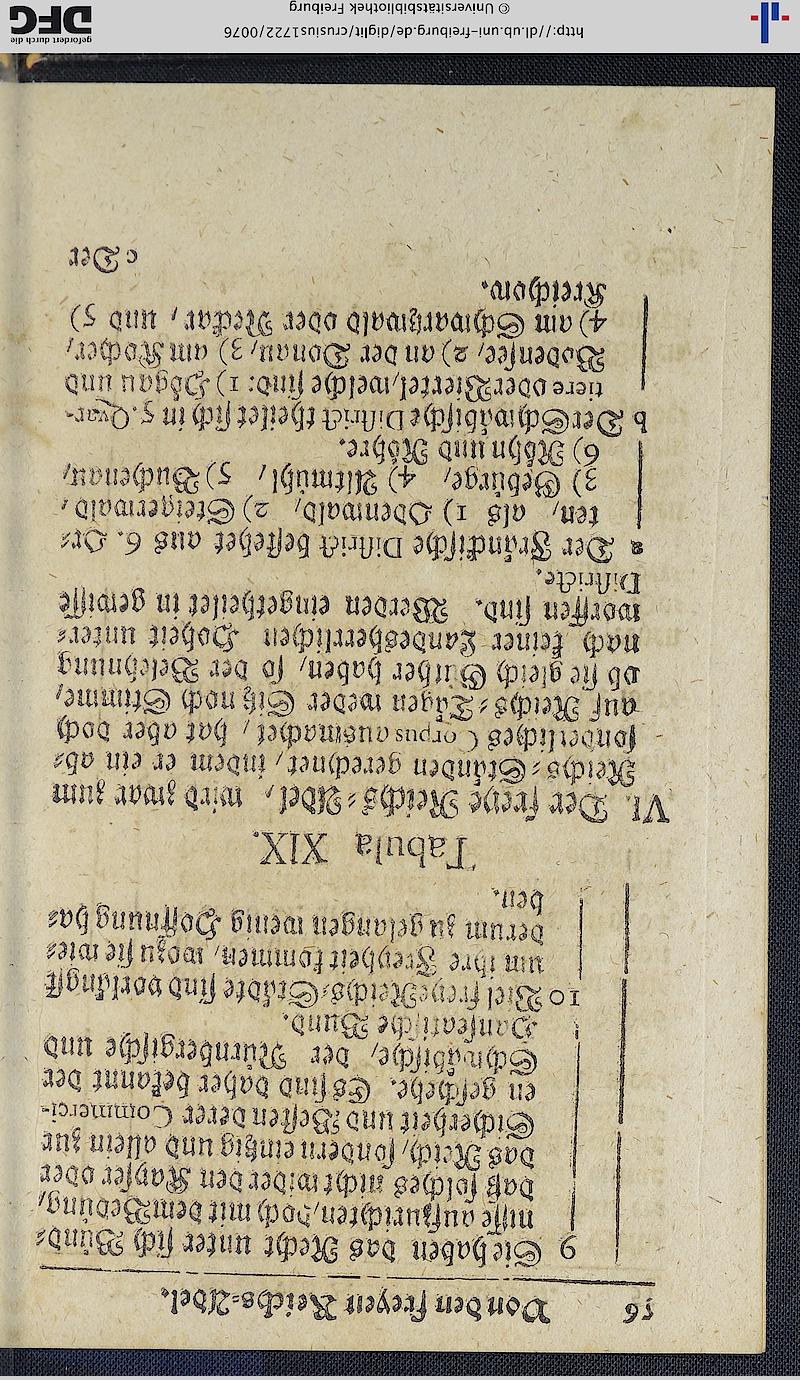 56 Von den freyen Reichs-Adel.
9 Sie haben das Recht unter sich Bünd-
nisse aufzurichten/ doch mit dem Beding/
daß solches nicht wider den Kayser oder
das Reich/ sondern eintzig und allein zur
Sicherheit und Besten derer Commerci-
en geschehe. Es sind daher bekannt der
Schwäbische/ der Nürnbergische und
Hanseatische Bund.
10 Viel freye Reichs-Städte sind vorlängst
um ihre Freyheit kommen/ wozu sie wie-
derum zu gelangen wenig Hoffnung ha-
ben.
Tabula XIX.
VI. Der freye Reichs-Adel/ wird zwar zum
Reichs-Ständen gerechnet/ indem er ein ab-
sonderliches Corpus ausmachet/ hat aber doch
auf Reichs-Tägen weder Sitz noch Stimme/
ob sie gleich Güther haben/ so der Belehnung
nach keiner Landesherrlichen Hoheit unter-
worffen sind. Werden eingetheilet in gewisse
Districte.
a Der Fränckische District bestehet aus 6. Or-
ten/ als 1) Odenwald/ 2) Steigerwald/
3) Gebürge/ 4) Altmühl/ 5) Buchenau/
6) Röhn und Röhre.
b Der Schwäbische District theilet sich in 5. Qvar-
tiere oder Viertel/ welche sind: 1) Högau und
Bodensee/ 2) an der Donau/ 3) am Kocher/
4) am Schwartzwald oder Neckar/ und 5)
Kreichow.
c Der
http://dl.ub.uni-freiburg.de/diglit/crusius1722/0076
© Universitätsbibliothek Freiburg
gefördert durch die
DFG